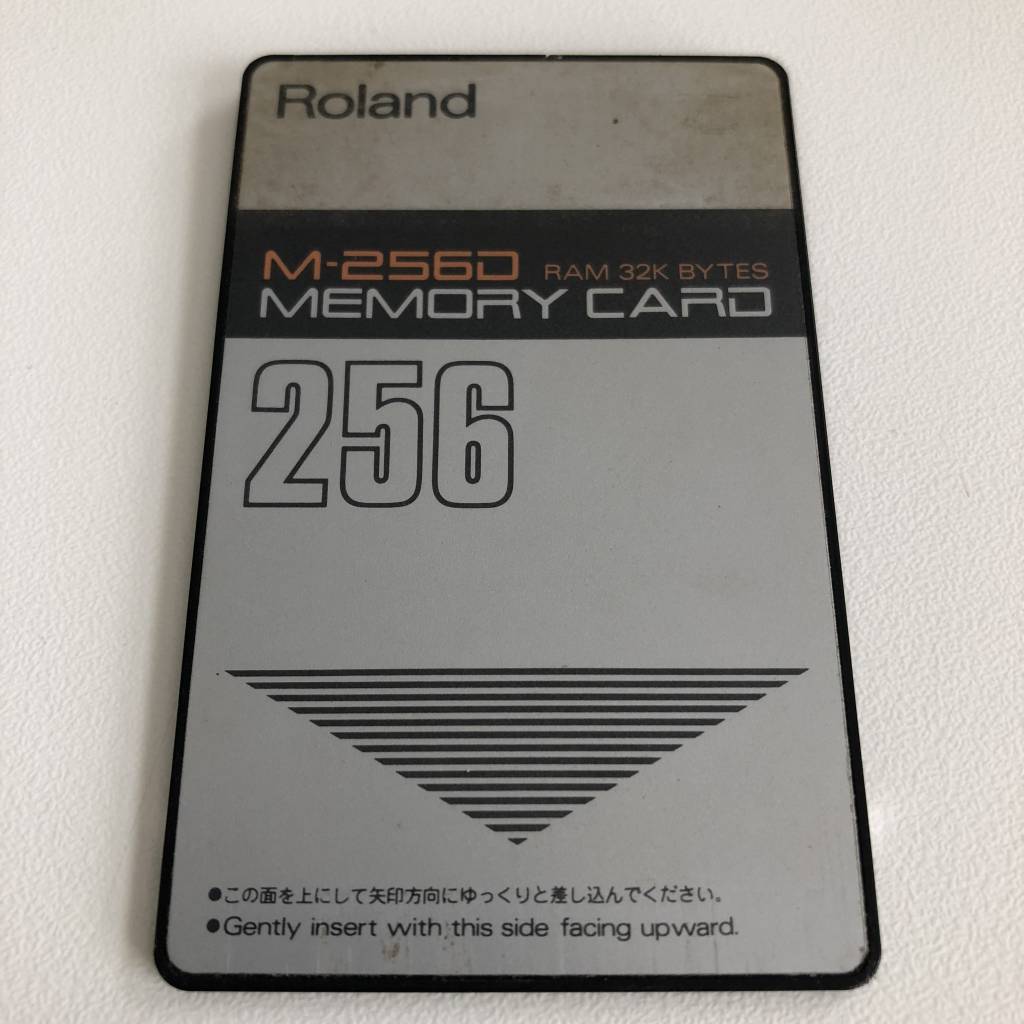 Roland
M-256D RAM 32K BYTES
MEMORY CARD
256
●この面を上にして矢印方向にゆっくりと差し込んでください。
●Gently insert with this side facing upward.